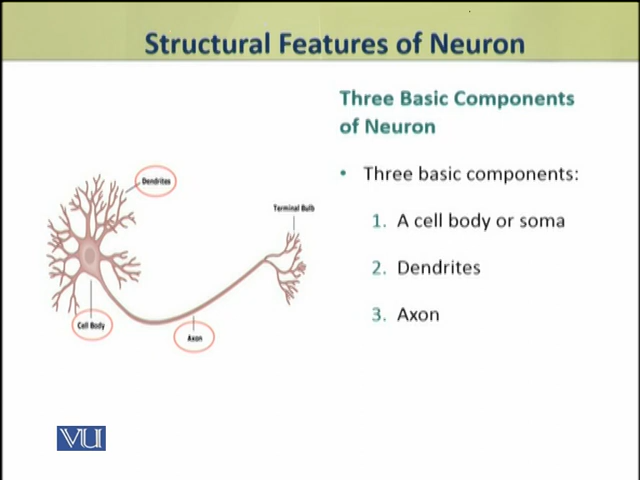 Structural Features of Neuron
Three Basic Components
of Neuron
• Three basic components:
1. A cell body or soma
2. Dendrites
3. Axon
Dendrites
Terminal Bulb
Cell Body
Axon
VU